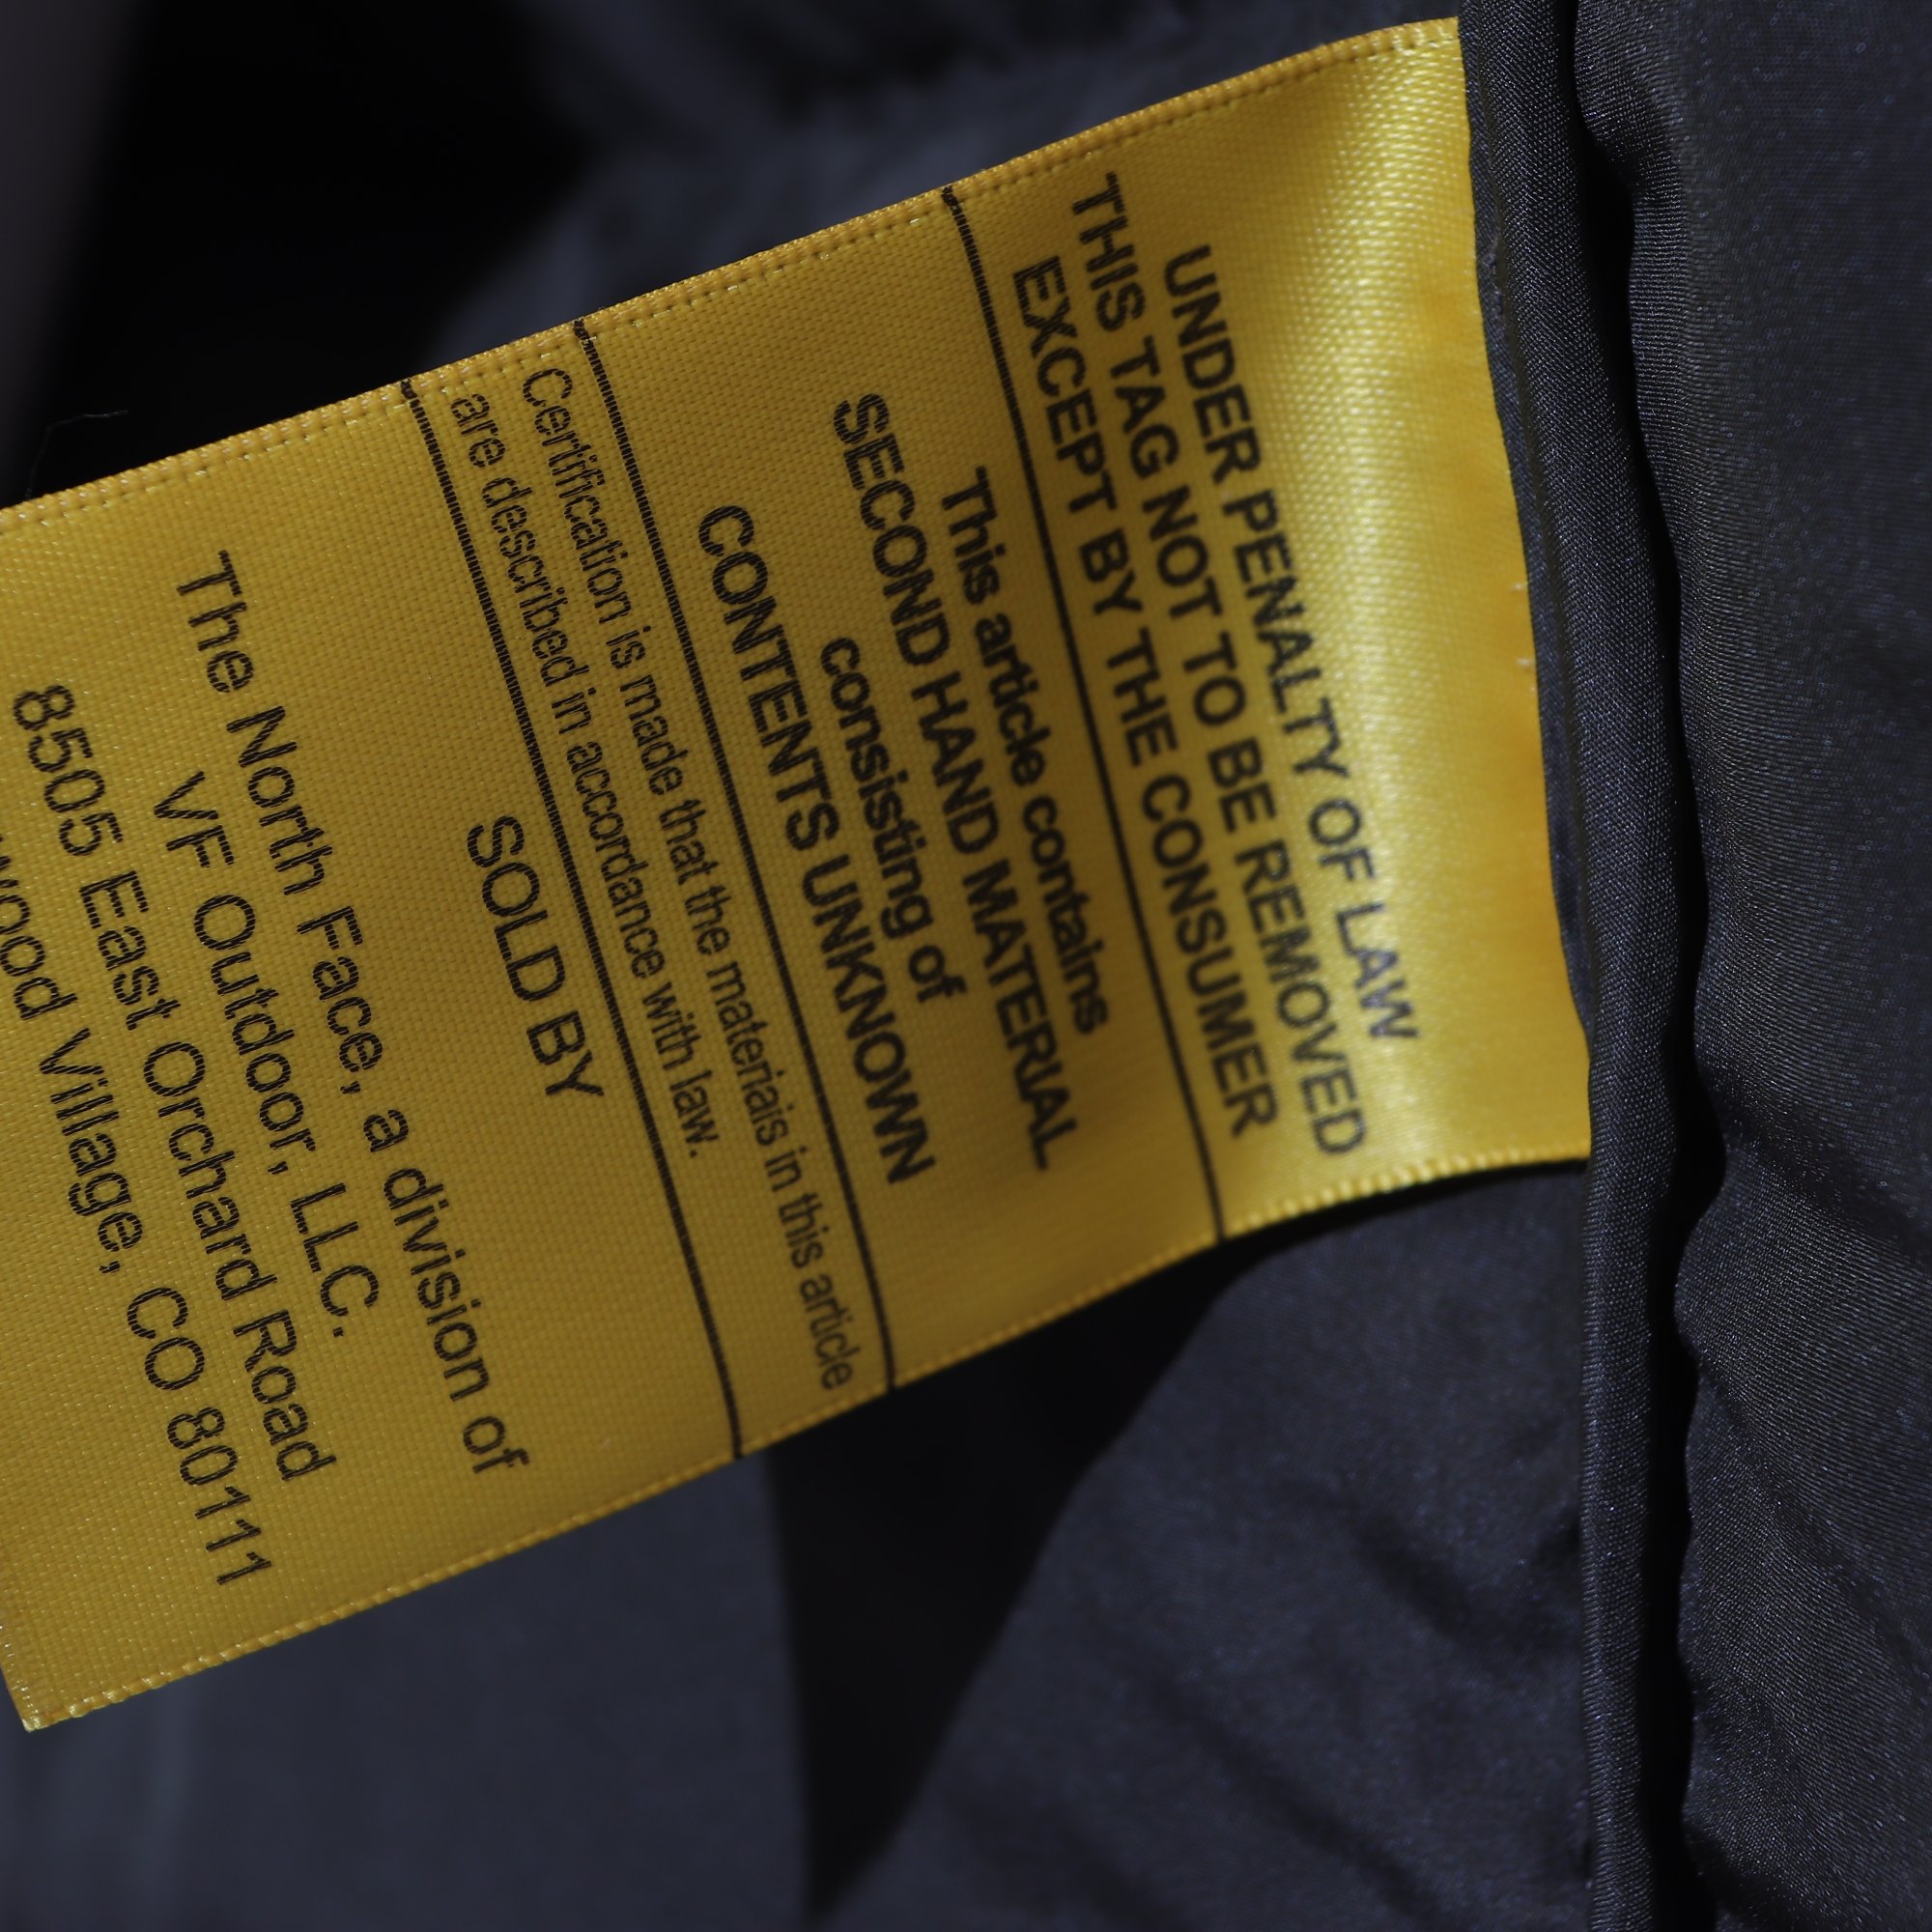 UNDER PENALTY OF LAW
THIS TAG NOT TO BE REMOVED
EXCEPT BY THE CONSUMER
This article contains
SECOND HAND MATERIAL
consisting of
CONTENTS UNKNOWN
Certification is made that the materials in this article
are described in accordance with law.
SOLD BY
The North Face, a division of
VF Outdoor, LLC.
8505 East Orchard Road
Village, CO 80111